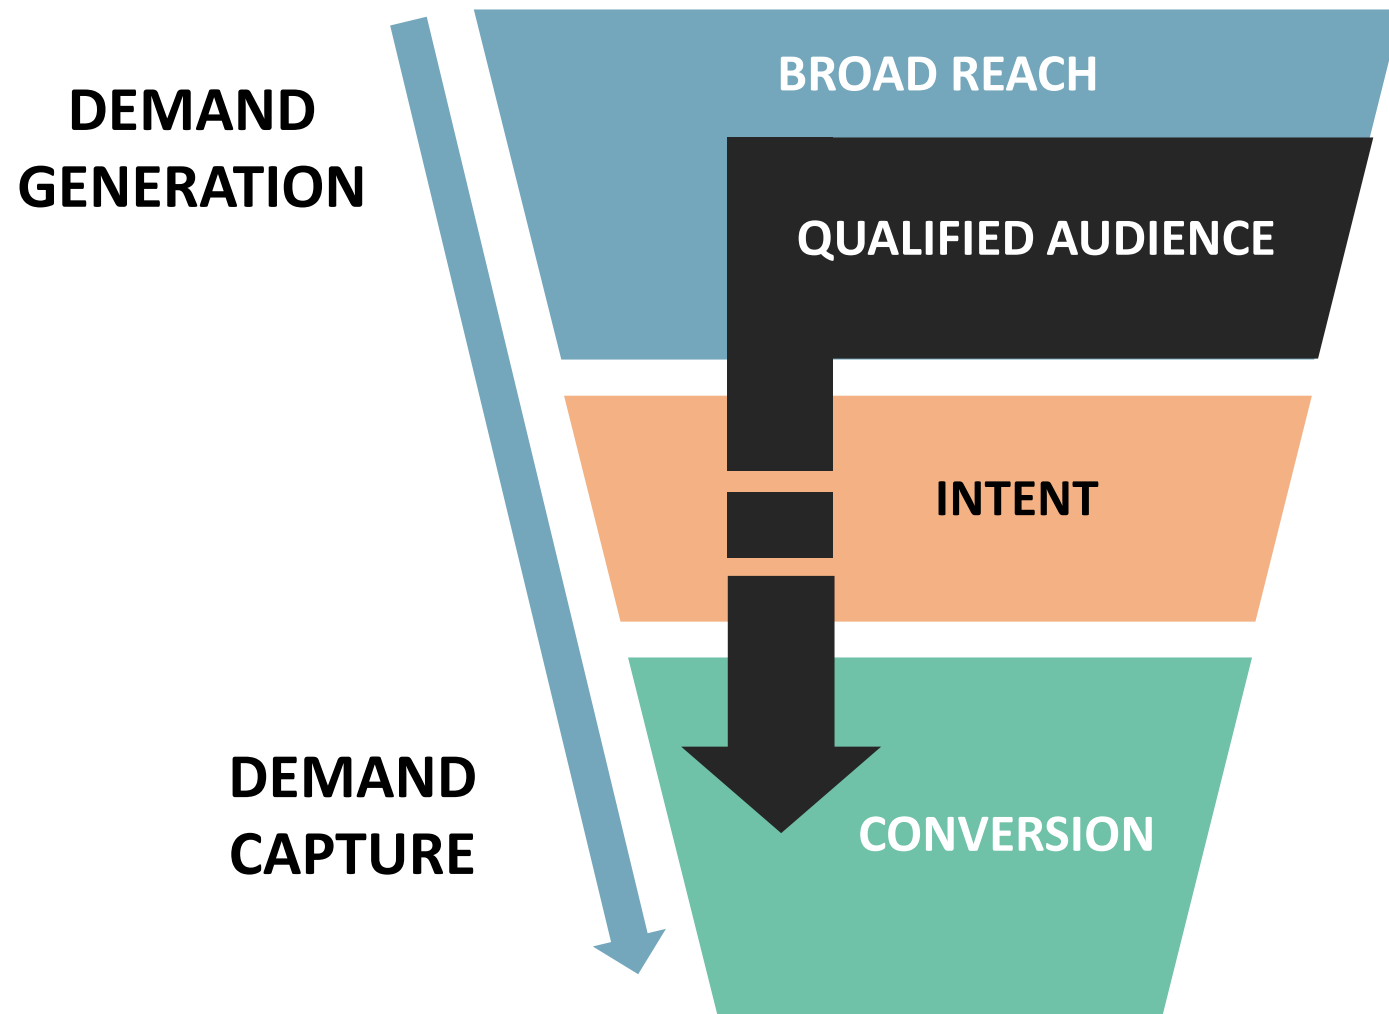 BROAD REACH
DEMAND
GENERATION
QUALIFIED AUDIENCE
INTENT
DEMAND
CAPTURE
CONVERSION